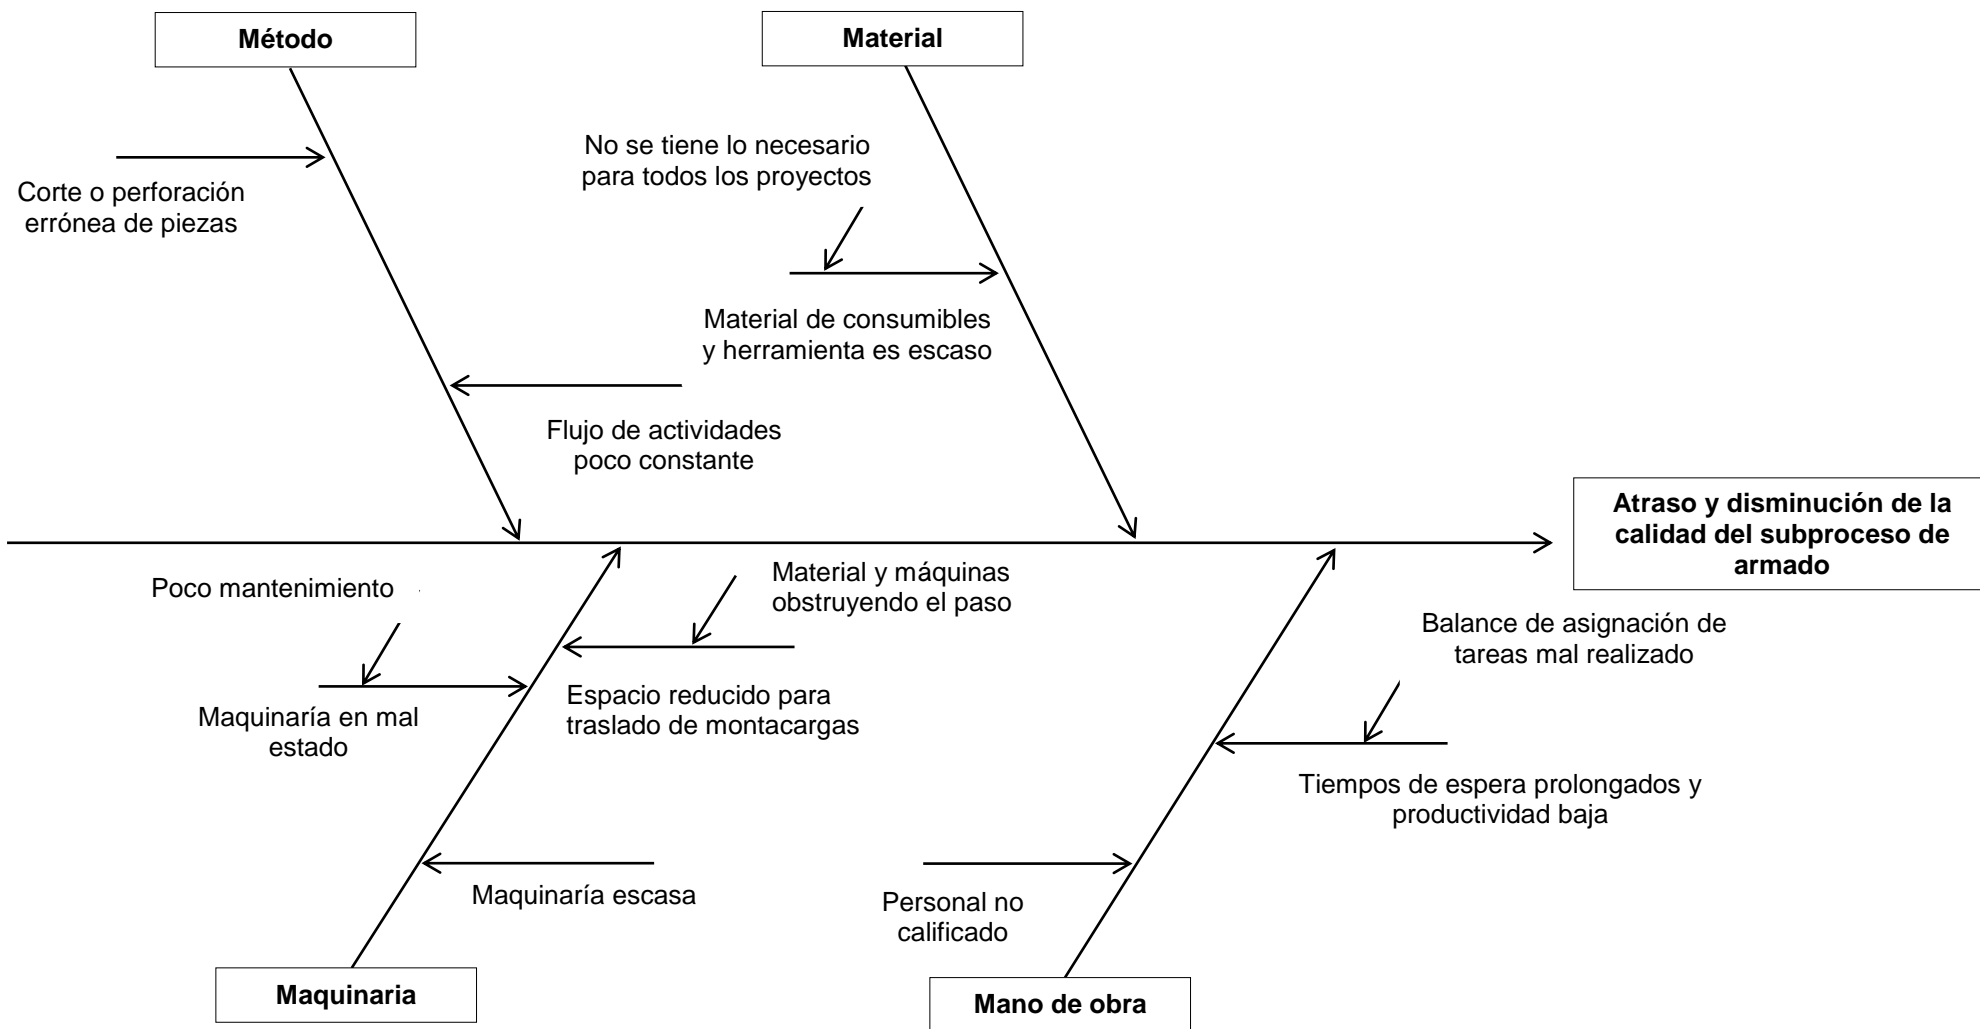 Método
Material
No se tiene lo necesario
para todos los proyectos
Corte o perforación
errónea de piezas
Material de consumibles
y herramienta es escaso
Flujo de actividades
poco constante
Atraso y disminución de la
calidad del subproceso de
armado
Poco mantenimiento
Material y máquinas
obstruyendo el paso
Balance de asignación de
tareas mal realizado
Maquinaría en mal
estado
Espacio reducido para
traslado de montacargas
Tiempos de espera prolongados y
productividad baja
Maquinaría escasa
Personal no
calificado
Maquinaria
Mano de obra